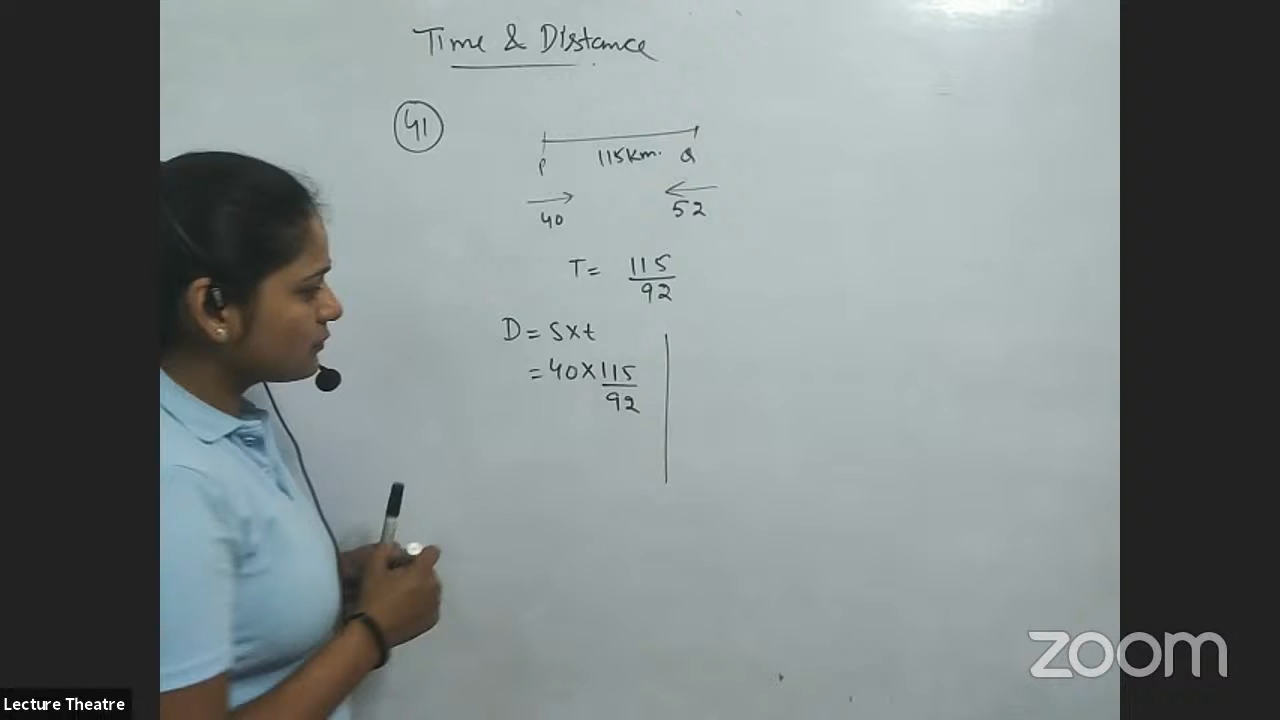 Time & Distance
41
115Km.
P Q
40 52
T = 115/92
D = S×t
= 40×115/92
zoom
Lecture Theatre